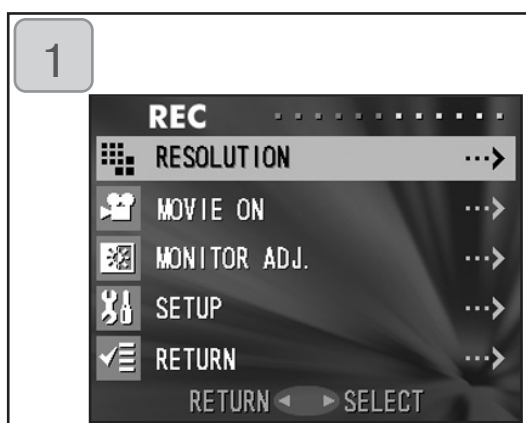 1
REC
RESOLUTION
MOVIE ON
MONITOR ADJ.
SETUP
RETURN
RETURN SELECT